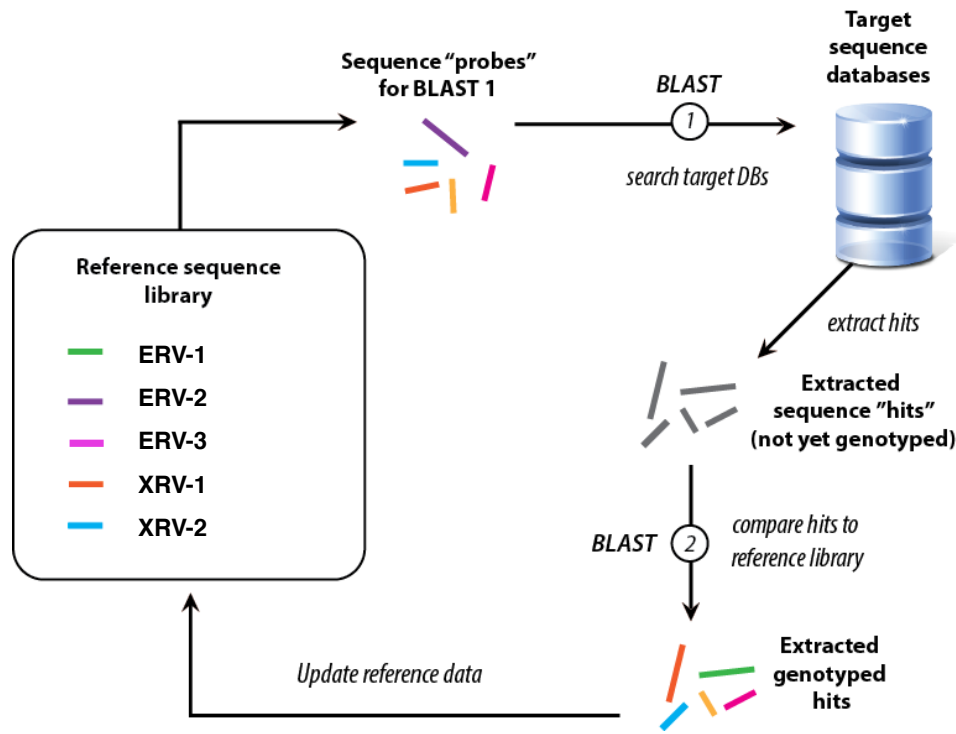 Target
sequence
databases
Sequence “probes”
for BLAST 1
BLAST
1
search target DBs
Reference sequence
library
ERV-1
ERV-2
ERV-3
XRV-1
XRV-2
extract hits
Extracted
sequence ”hits”
(not yet genotyped)
BLAST
2
compare hits to
reference library
Extracted
genotyped
hits
Update reference data